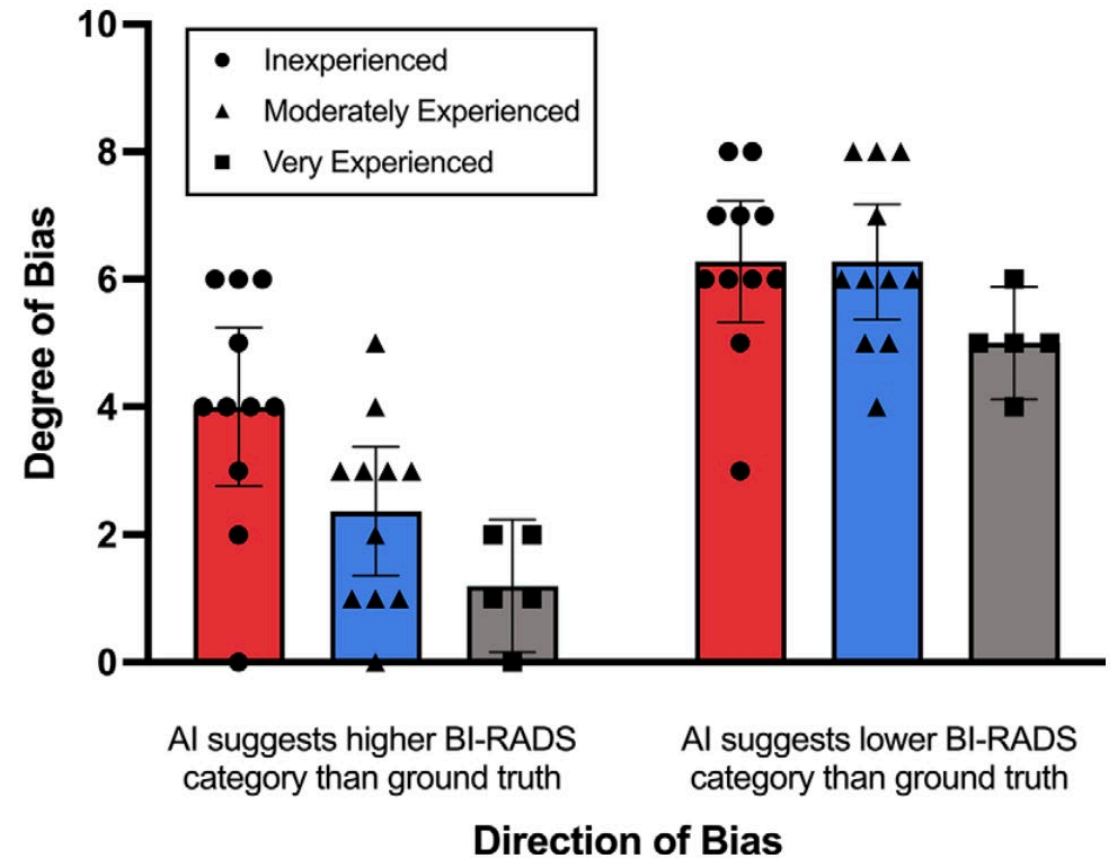 10
8
6
4
2
0
Degree of Bias
Inexperienced
Moderately Experienced
Very Experienced
AI suggests higher BI-RADS
category than ground truth
AI suggests lower BI-RADS
category than ground truth
Direction of Bias